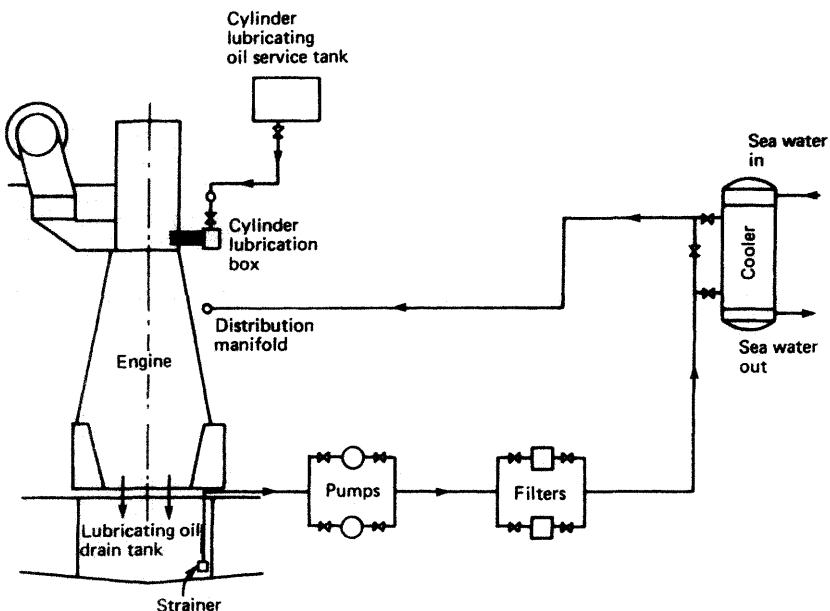 Cylinder
lubricating
oil service tank
Sea water
in
Cylinder
lubrication
box
Cooler
Distribution
manifold
Engine
Sea water
out
Pumps
Filters
Lubricating oil
drain tank
Strainer